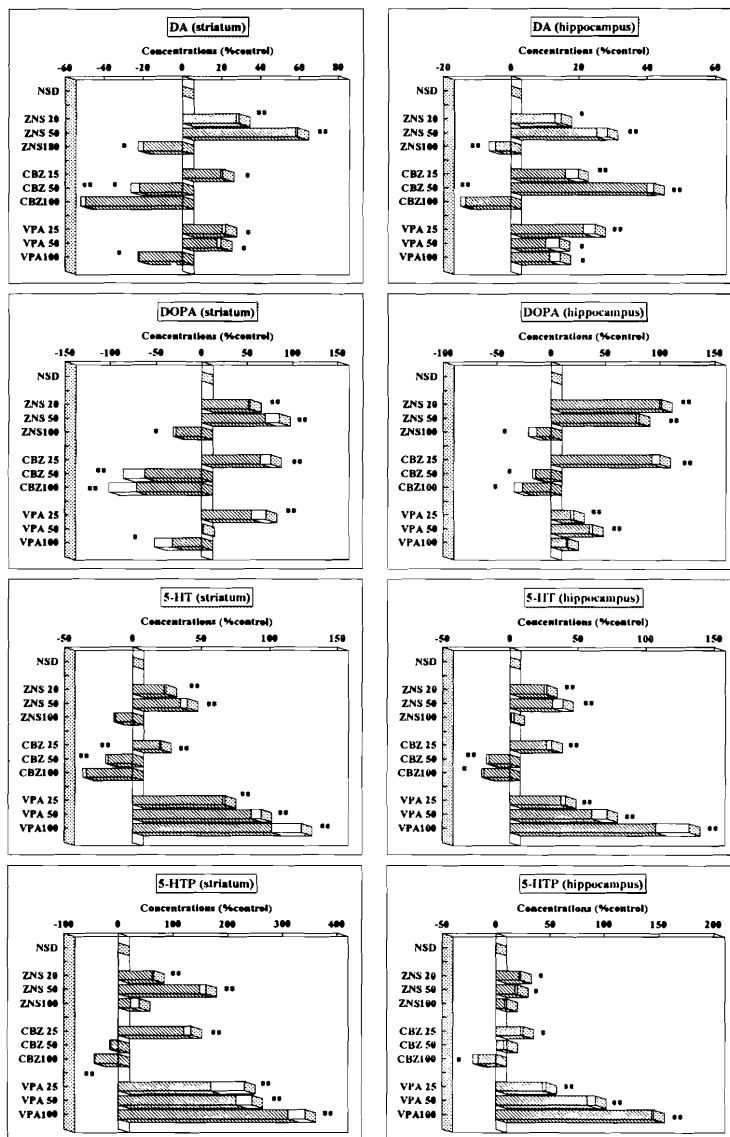 DA (striatum)
Concentrations (%control)
-60 -40 -20 0 20 40 60 80
NSD
ZNS 20 **
ZNS 50 **
ZNS100 *
CBZ 25 *
CBZ 50 ** *
CBZ100
VPA 25 *
VPA 50 *
VPA100 *
DA (hippocampus)
Concentrations (%control)
-20 0 20 40 60
NSD
ZNS 20 *
ZNS 50 **
ZNS100 **
CBZ 25 **
CBZ 50 ** **
CBZ100
VPA 25 **
VPA 50 *
VPA100 *
DOPA (striatum)
Concentrations (%control)
-150 -100 -50 0 50 100 150
NSD
ZNS 20 **
ZNS 50 **
ZNS100 *
CBZ 25 **
CBZ 50 **
CBZ100 **
VPA 25 **
VPA 50
VPA100 *
DOPA (hippocampus)
Concentrations (%control)
-100 -50 0 50 100 150
NSD
ZNS 20 **
ZNS 50 **
ZNS100 *
CBZ 25 **
CBZ 50 *
CBZ100 *
VPA 25 **
VPA 50 **
VPA100
5-HT (striatum)
Concentrations (%control)
-50 0 50 100 150
NSD
ZNS 20 **
ZNS 50 **
ZNS100
CBZ 25 ** *
CBZ 50 **
CBZ100
VPA 25 **
VPA 50 **
VPA100 **
5-HT (hippocampus)
Concentrations (%control)
-50 0 50 100 150
NSD
ZNS 20 **
ZNS 50 **
ZNS100
CBZ 25 **
CBZ 50 **
CBZ100 *
VPA 25 **
VPA 50 **
VPA100 **
5-HTP (striatum)
Concentrations (%control)
-100 0 100 200 300 400
NSD
ZNS 20 **
ZNS 50 **
ZNS100
CBZ 25 **
CBZ 50
CBZ100
**
VPA 25 **
VPA 50 **
VPA100 **
5-HTP (hippocampus)
Concentrations (%control)
-50 0 50 100 150 200
NSD
ZNS 20 *
ZNS 50 *
ZNS100
CBZ 25 *
CBZ 50
CBZ100 *
VPA 25 **
VPA 50 **
VPA100 **